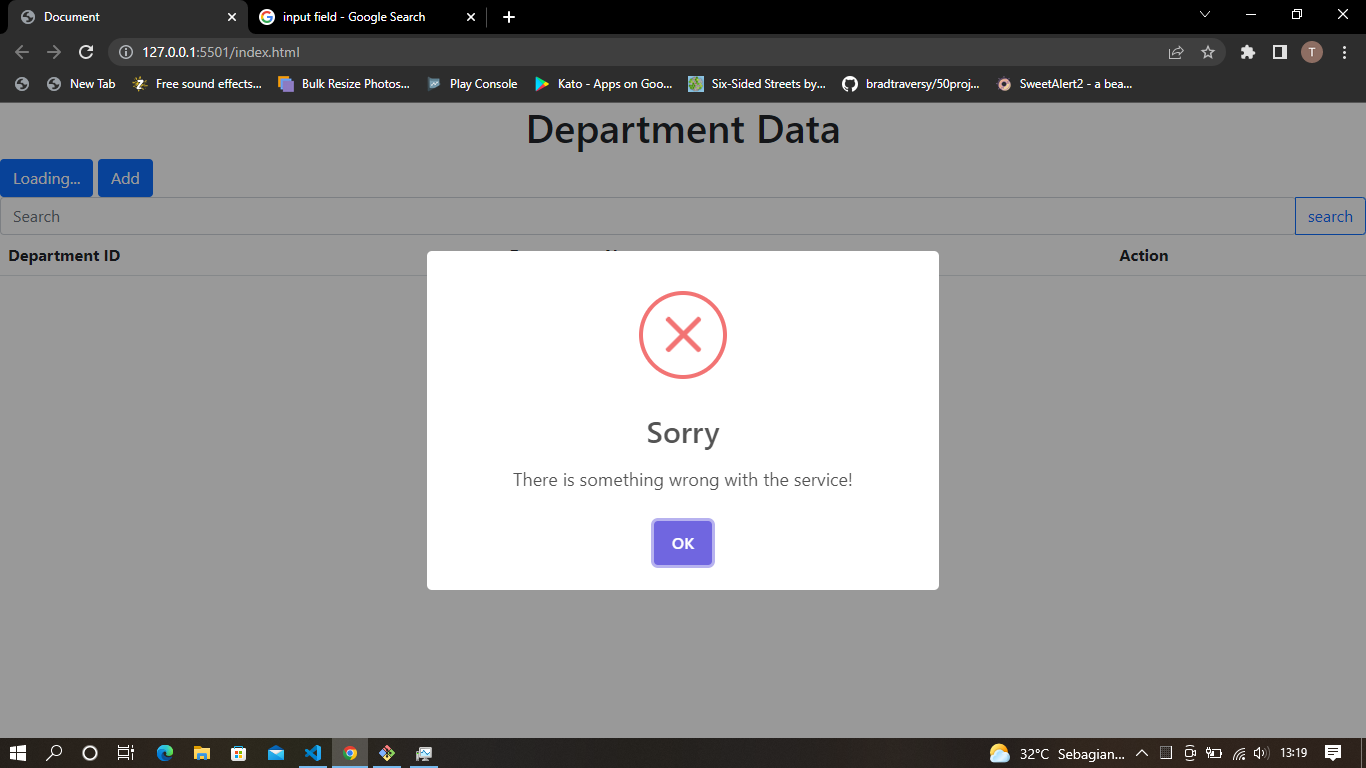 Document
input field - Google Search
127.0.0.1:5501/index.html
T
New Tab
Free sound effects...
Bulk Resize Photos...
Play Console
Kato - Apps on Goo...
Six-Sided Streets by...
bradtraversy/50proj...
SweetAlert2 - a bea...
Department Data
Loading... Add
Search search
Department ID Action
Sorry
There is something wrong with the service!
OK
32°C Sebagian... 13:19